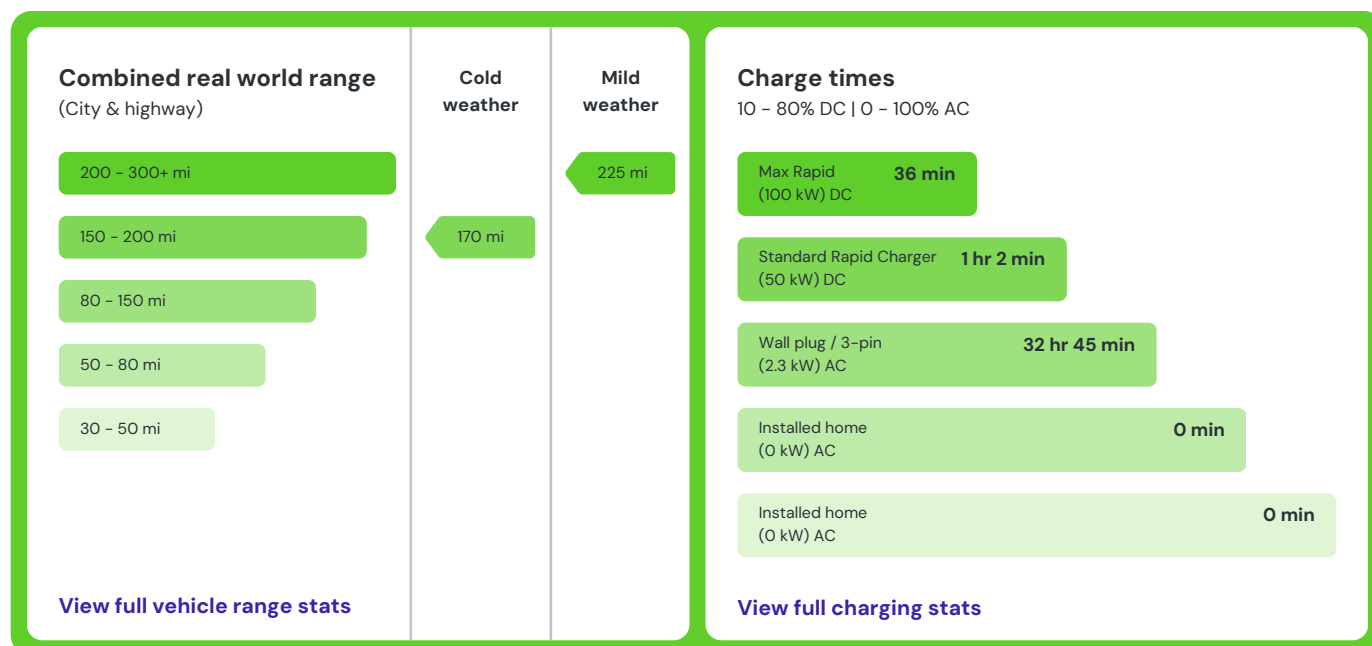 Combined real world range
(City & highway)
Cold
weather
Mild
weather
200 - 300+ mi
225 mi
150 - 200 mi
170 mi
80 - 150 mi
50 - 80 mi
30 - 50 mi
View full vehicle range stats
Charge times
10 - 80% DC | 0 - 100% AC
Max Rapid
(100 kW) DC
36 min
Standard Rapid Charger
(50 kW) DC
1 hr 2 min
Wall plug / 3-pin
(2.3 kW) AC
32 hr 45 min
Installed home
(0 kW) AC
0 min
Installed home
(0 kW) AC
0 min
View full charging stats